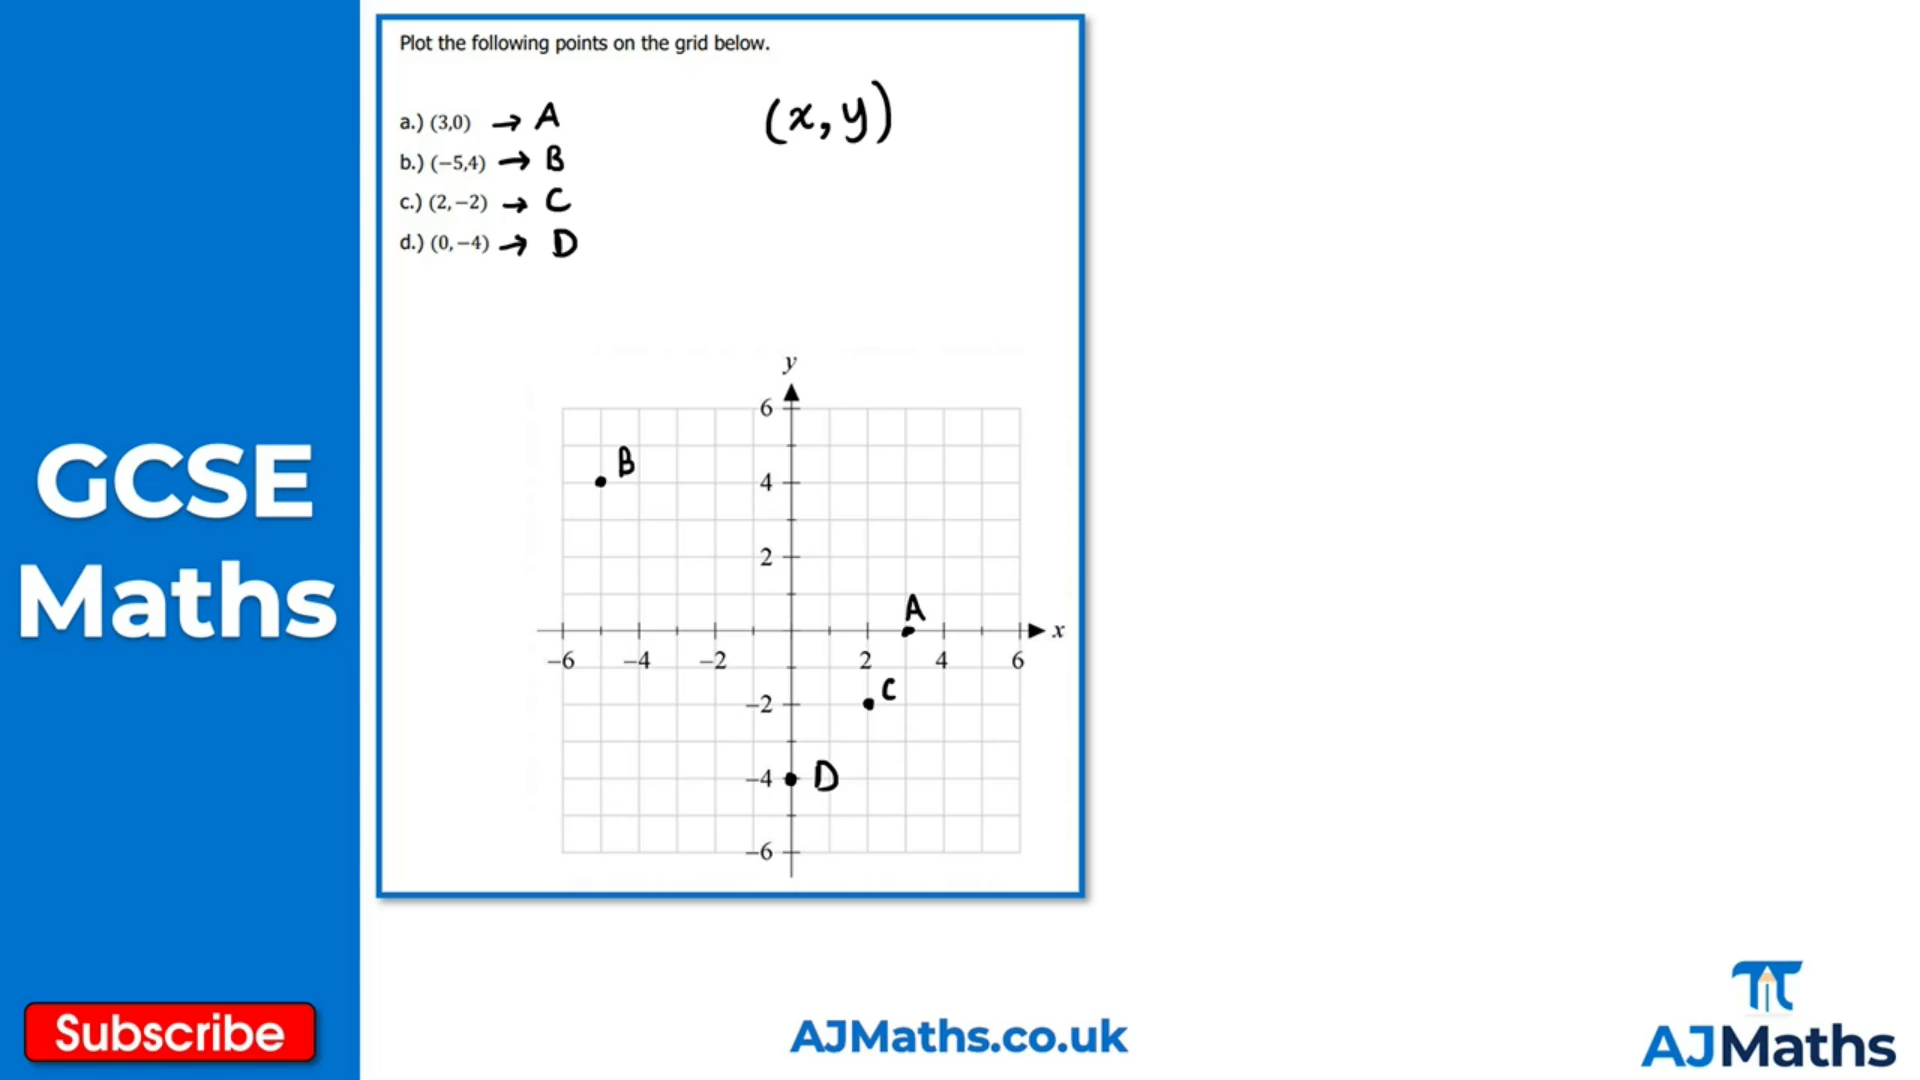 Plot the following points on the grid below.
(x, y)
a.) (3,0) → A
b.) (−5,4) → B
c.) (2, −2) → C
d.) (0, −4) → D
y
6
B
4
2
A
x
−6 −4 −2 2 4 6
C
−2
−4 D
−6
GCSE
Maths
Subscribe
AJMaths.co.uk
AJMaths